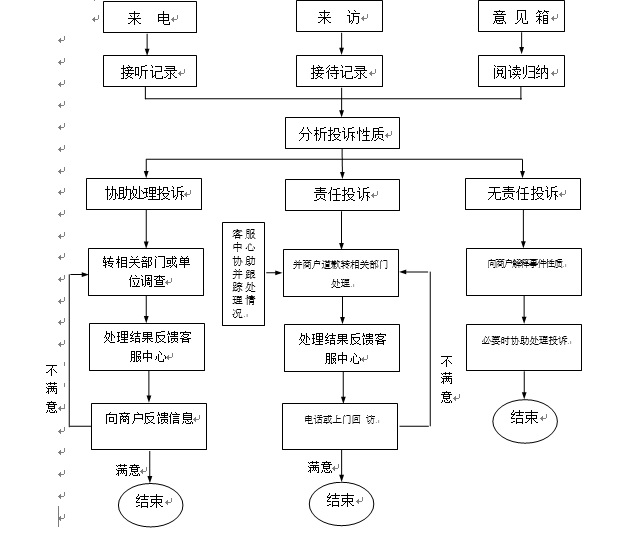 来 电
来 访
意 见 箱
接听记录
接待记录
阅读归纳
分析投诉性质
协助处理投诉
责任投诉
无责任投诉
客 服
中 心
协 助
并 跟
踪 处
理 情
况.
转相关部门或单
位调查
并商户道歉转相关部门
处理.
向商户解释事件性质.
处理结果反馈客
服中心
处理结果反馈客
服中心
必要时协助处理投诉.
不
满
意
不
满
意
向商户反馈信息
电话或上门回 访
结束
满意
满意
结束
结束